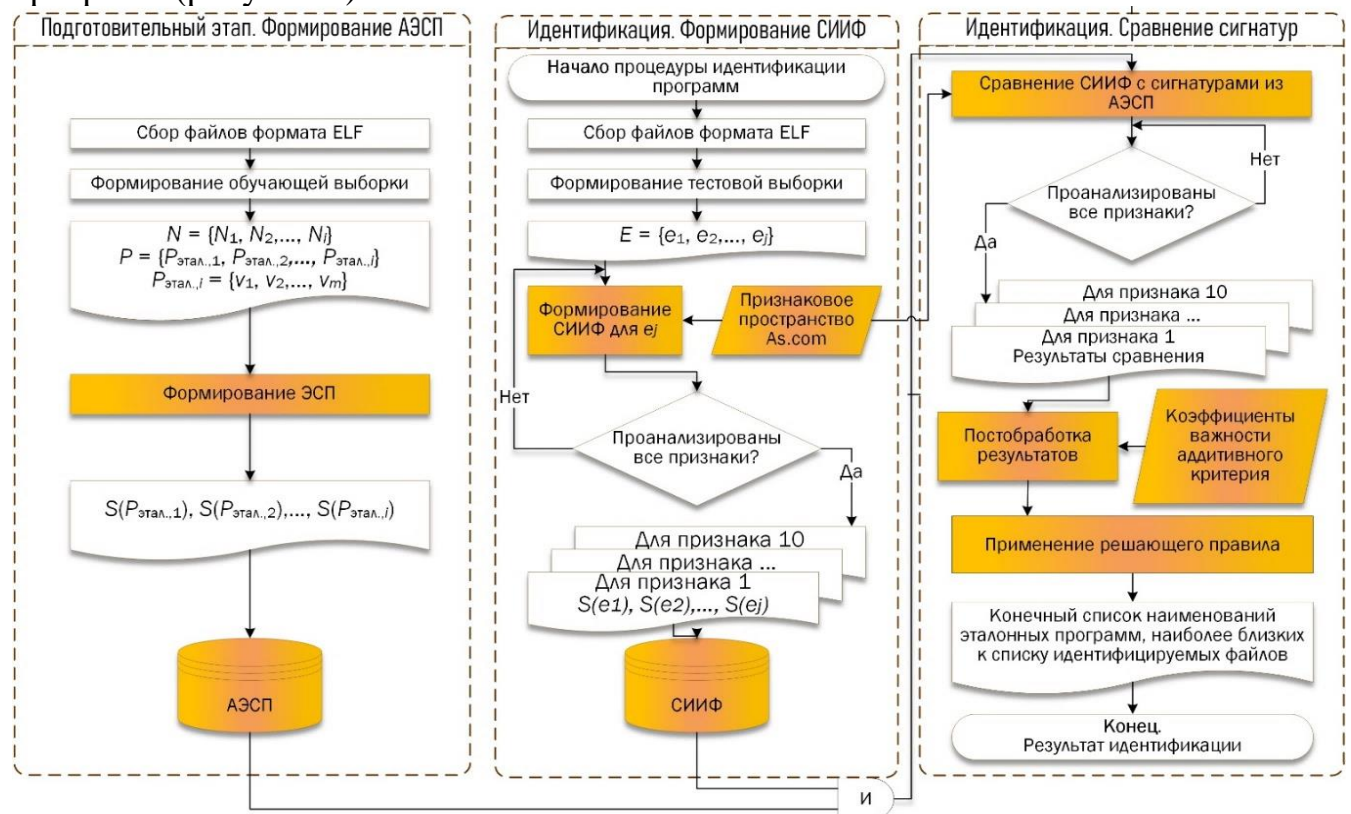 Подготовительный этап. Формирование АЭСП
Сбор файлов формата ELF
Формирование обучающей выборки
N = {N1, N2,..., Ni}
P = {Pэтал.,1, Pэтал.,2,..., Pэтал.,i}
Pэтал.,i = {v1, v2,..., vm}
Формирование ЭСП
S(Pэтал.,1), S(Pэтал.,2),..., S(Pэтал.,i)
АЭСП
Идентификация. Формирование СИИФ
Начало процедуры идентификации
программ
Сбор файлов формата ELF
Формирование тестовой выборки
E = {e1, e2,..., ej}
Формирование
СИИФ для ej
Признаковое
пространство
As.com
Нет
Проанализированы
все признаки?
Да
Для признака 10
Для признака ...
Для признака 1
S(e1), S(e2),..., S(ej)
СИИФ
И
Идентификация. Сравнение сигнатур
Сравнение СИИФ с сигнатурами из
АЭСП
Нет
Проанализированы
все признаки?
Да
Для признака 10
Для признака ...
Для признака 1
Результаты сравнения
Постобработка
результатов
Коэффициенты
важности
аддитивного
критерия
Применение решающего правила
Конечный список наименований
эталонных программ, наиболее близких
к списку идентифицируемых файлов
Конец.
Результат идентификации